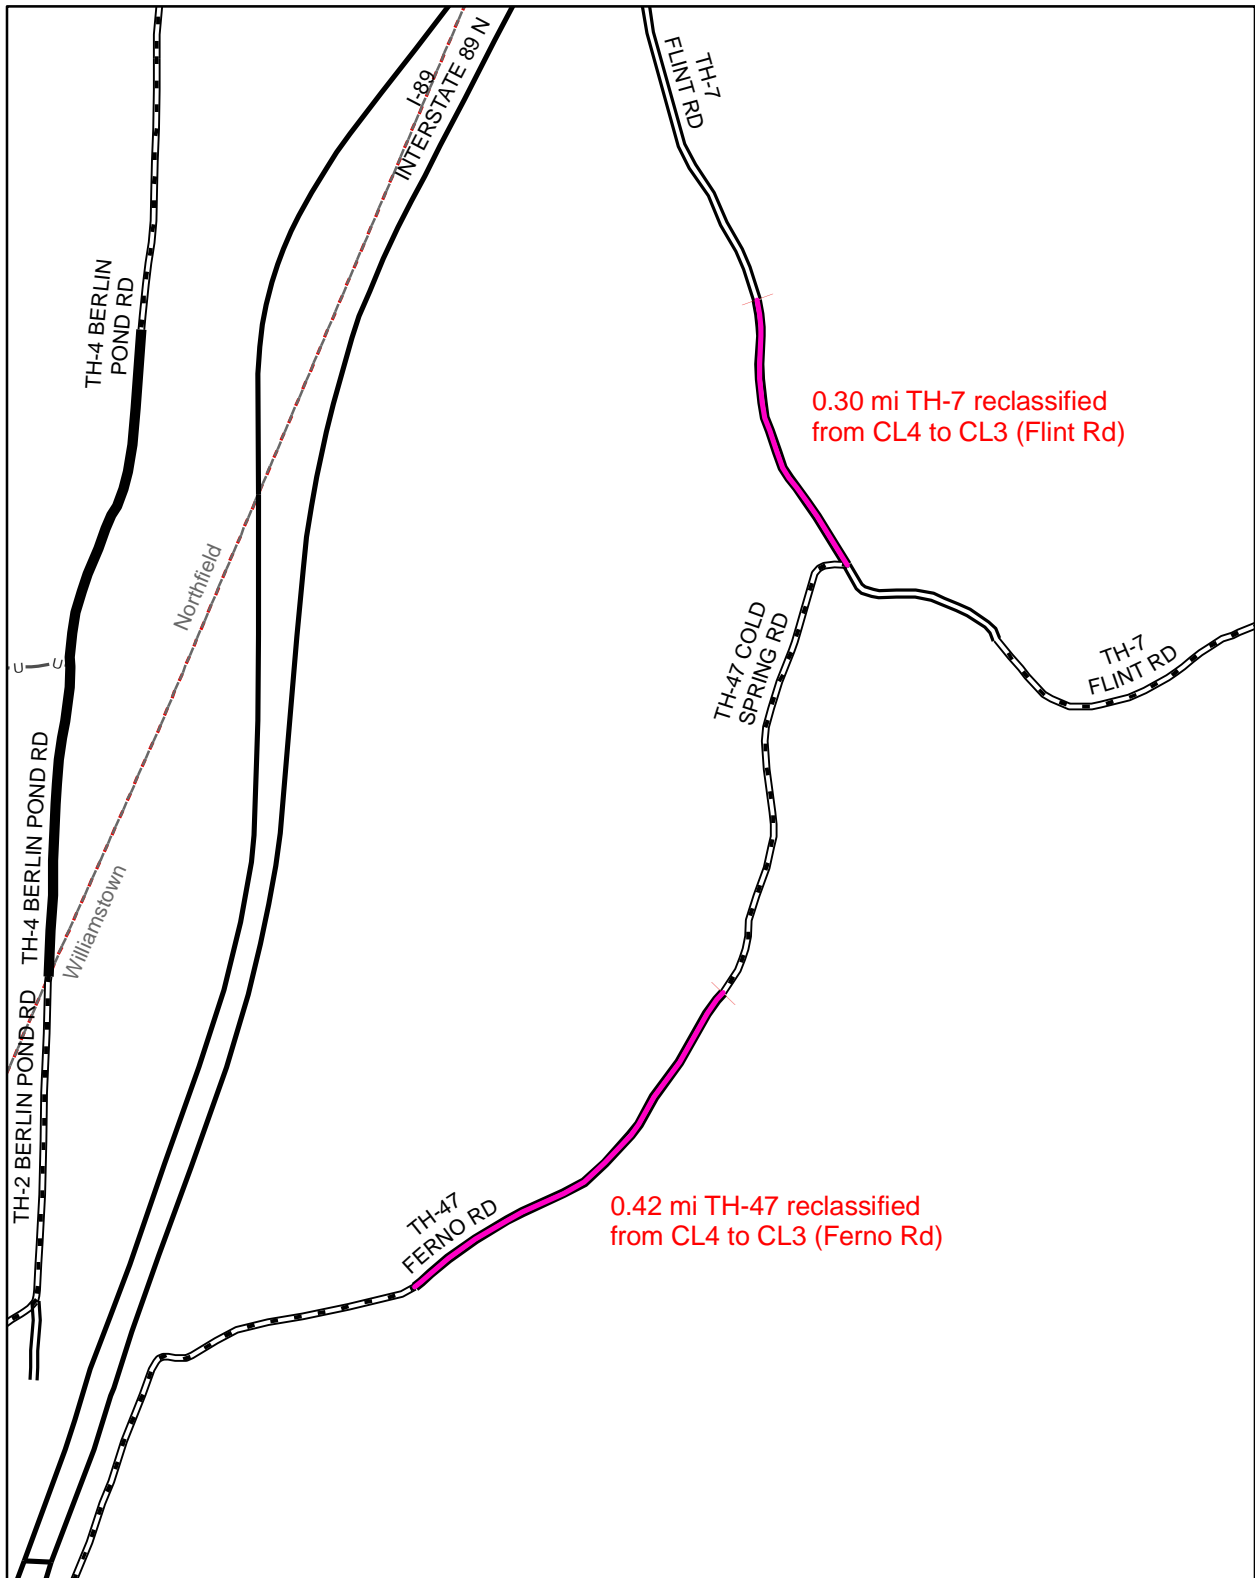 I-89
INTERSTATE 89 N
TH-7
FLINT RD
TH-4 BERLIN
POND RD
0.30 mi TH-7 reclassified
from CL4 to CL3 (Flint Rd)
Northfield
TH-47 COLD
SPRING RD
TH-7
FLINT RD
U U
TH-4 BERLIN POND RD
Williamstown
TH-2 BERLIN POND RD
TH-47
FERNO RD
0.42 mi TH-47 reclassified
from CL4 to CL3 (Ferno Rd)